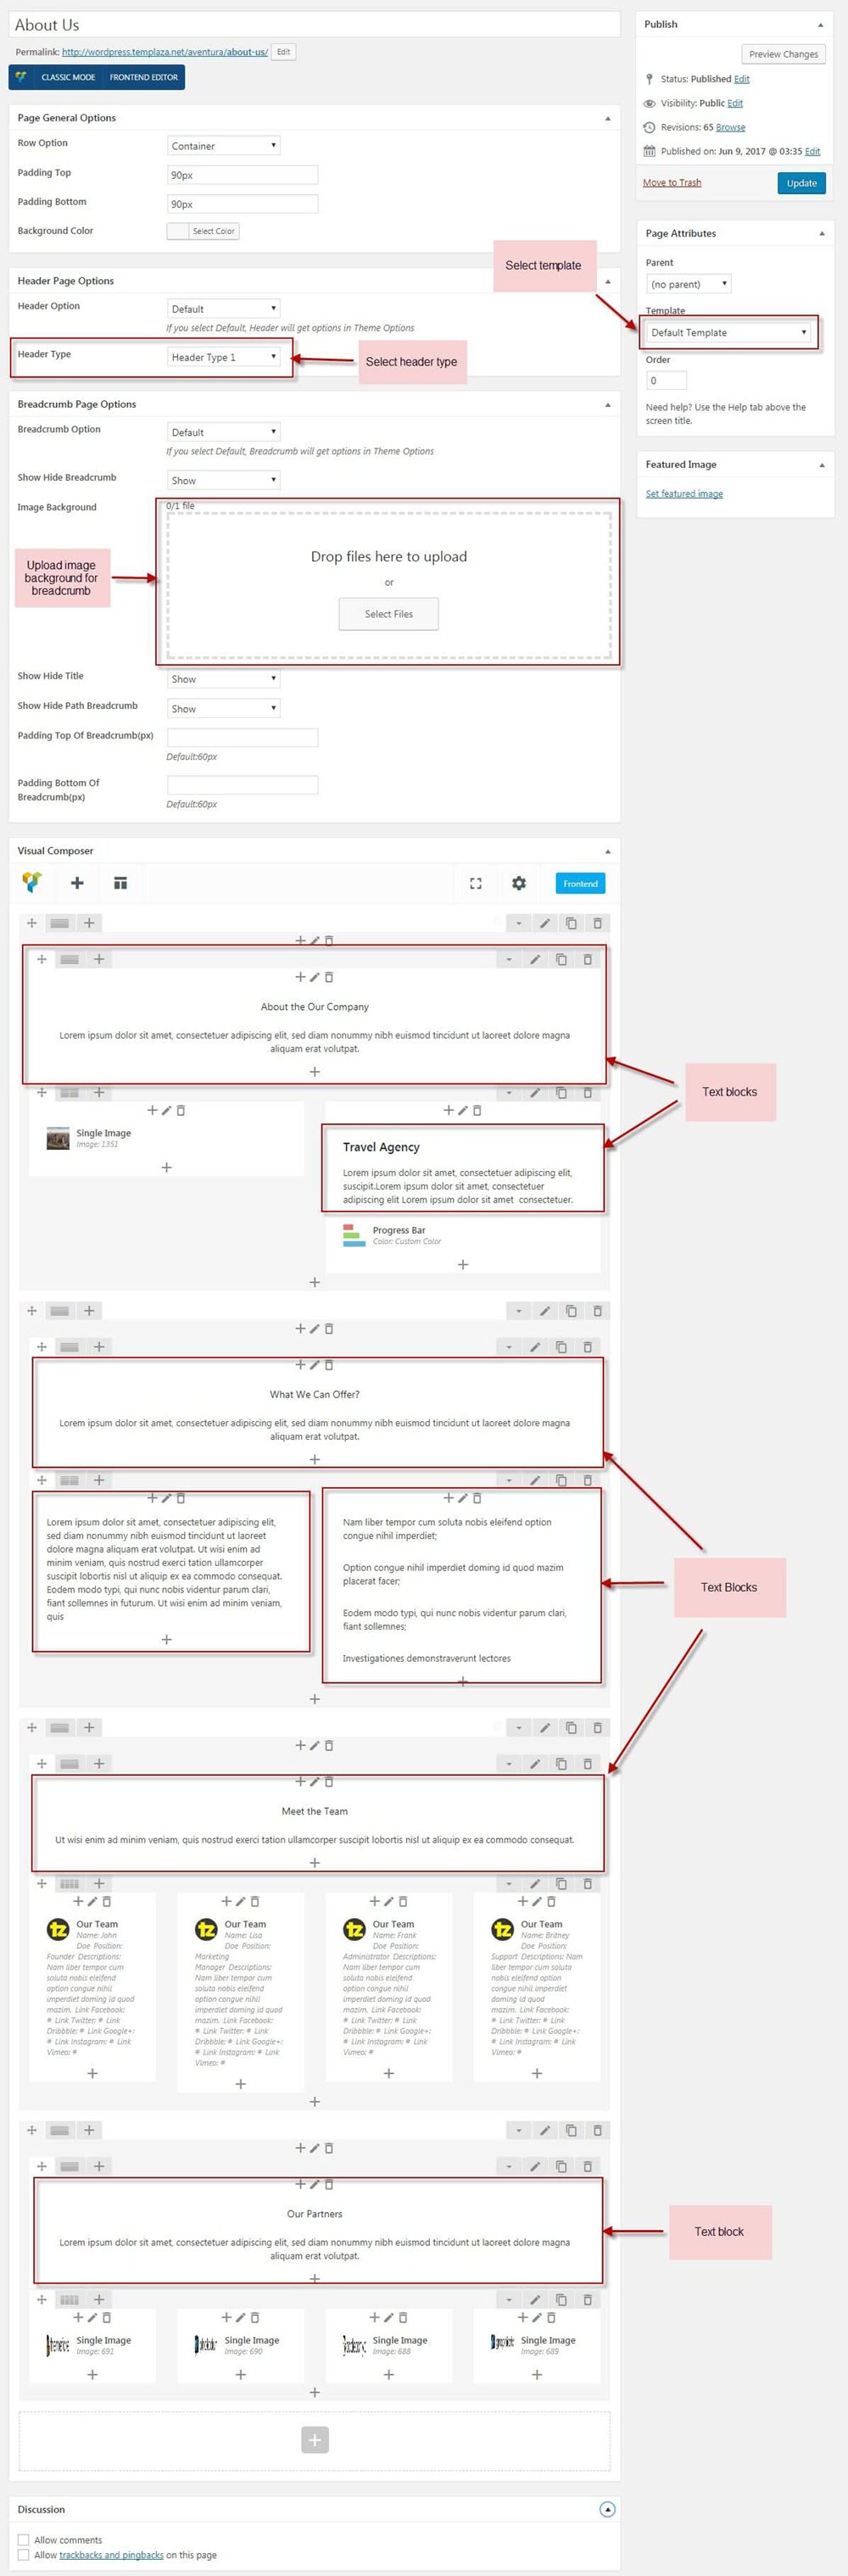 About Us
Permalink: http://wordpress.templaza.net/aventura/about-us/ Edit
CLASSIC MODE FRONTEND EDITOR
Page General Options
Row Option Container
Padding Top 90px
Padding Bottom 90px
Background Color Select Color
Header Page Options
Header Option Default
If you select Default, Header will get options in Theme Options
Header Type Header Type 1
Select header type
Select template
Breadcrumb Page Options
Breadcrumb Option Default
If you select Default, Breadcrumb will get options in Theme Options
Show Hide Breadcrumb Show
Image Background 0/1 file
Drop files here to upload
or
Select Files
Upload image
background for
breadcrumb
Show Hide Title Show
Show Hide Path Breadcrumb Show
Padding Top Of Breadcrumb(px)
Default:60px
Padding Bottom Of
Breadcrumb(px)
Default:60px
Publish
Preview Changes
Status: Published Edit
Visibility: Public Edit
Revisions: 65 Browse
Published on: Jun 9, 2017 @ 03:35 Edit
Move to Trash Update
Page Attributes
Parent
(no parent)
Template
Default Template
Order
0
Need help? Use the Help tab above the
screen title.
Featured Image
Set featured image
Visual Composer
Frontend
About the Our Company
Lorem ipsum dolor sit amet, consectetuer adipiscing elit, sed diam nonummy nibh euismod tincidunt ut laoreet dolore magna
aliquam erat volutpat.
Text blocks
Single Image
Image: 1351
Travel Agency
Lorem ipsum dolor sit amet, consectetuer adipiscing elit,
suscipit.Lorem ipsum dolor sit amet, consectetuer
adipiscing elit Lorem ipsum dolor sit amet consectetuer.
Progress Bar
Color: Custom Color
What We Can Offer?
Lorem ipsum dolor sit amet, consectetuer adipiscing elit, sed diam nonummy nibh euismod tincidunt ut laoreet dolore magna
aliquam erat volutpat.
Lorem ipsum dolor sit amet, consectetuer adipiscing elit,
sed diam nonummy nibh euismod tincidunt ut laoreet
dolore magna aliquam erat volutpat. Ut wisi enim ad
minim veniam, quis nostrud exerci tation ullamcorper
suscipit lobortis nisl ut aliquip ex ea commodo consequat.
Eodem modo typi, qui nunc nobis videntur parum clari,
fiant sollemnes in futurum. Ut wisi enim ad minim veniam,
quis
Nam liber tempor cum soluta nobis eleifend option
congue nihil imperdiet;
Option congue nihil imperdiet doming id quod mazim
placerat facer;
Eodem modo typi, qui nunc nobis videntur parum clari,
fiant sollemnes;
Investigationes demonstraverunt lectores
Text Blocks
Meet the Team
Ut wisi enim ad minim veniam, quis nostrud exerci tation ullamcorper suscipit lobortis nisl ut aliquip ex ea commodo consequat.
tz
Our Team
Name: John
Doe Position:
Founder Descriptions:
Nam liber tempor cum
soluta nobis eleifend
option congue nihil
imperdiet doming id quod
mazim. Link Facebook:
# Link Twitter: # Link
Dribbble: # Link Google+:
# Link Instagram: # Link
Vimeo: #
tz
Our Team
Name: Lisa
Doe Position:
Marketing
Manager Descriptions:
Nam liber tempor cum
soluta nobis eleifend
option congue nihil
imperdiet doming id quod
mazim. Link Facebook:
# Link Twitter: # Link
Dribbble: # Link Google+:
# Link Instagram: # Link
Vimeo: #
tz
Our Team
Name: Frank
Doe Position:
Administrator Descriptions:
Nam liber tempor cum
soluta nobis eleifend
option congue nihil
imperdiet doming id quod
mazim. Link Facebook:
# Link Twitter: # Link
Dribbble: # Link Google+:
# Link Instagram: # Link
Vimeo: #
tz
Our Team
Name: Britney
Doe Position:
Support Descriptions: Nam
liber tempor cum soluta
nobis eleifend option
congue nihil imperdiet
doming id quod
mazim. Link Facebook:
# Link Twitter: # Link
Dribbble: # Link Google+:
# Link Instagram: # Link
Vimeo: #
Our Partners
Lorem ipsum dolor sit amet, consectetuer adipiscing elit, sed diam nonummy nibh euismod tincidunt ut laoreet dolore magna
aliquam erat volutpat.
Text block
Single Image
Image: 691
Single Image
Image: 690
Single Image
Image: 688
Single Image
Image: 689
Discussion
Allow comments
Allow trackbacks and pingbacks on this page